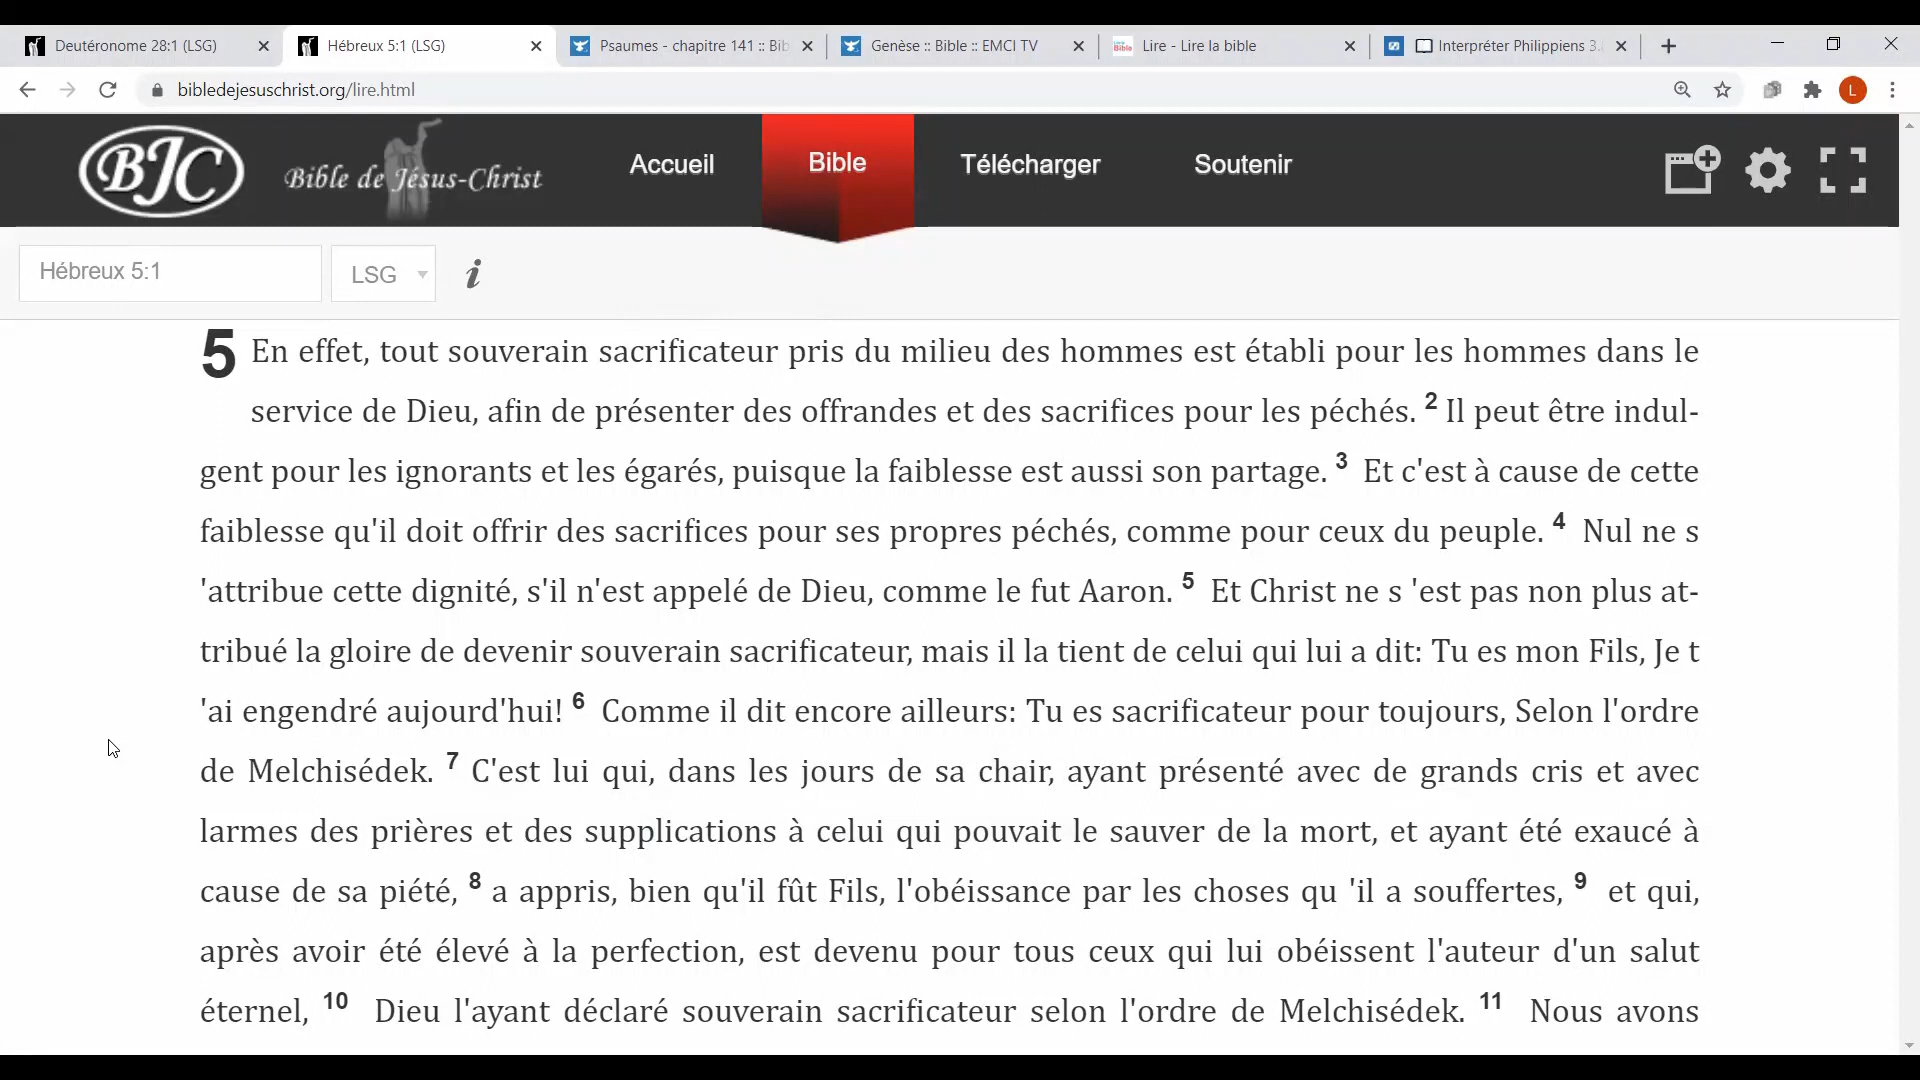 Deutéronome 28:1 (LSG)
Hébreux 5:1 (LSG)
Psaumes - chapitre 141 :: Bib
Genèse :: Bible :: EMCI TV
Lire - Lire la bible
Interpréter Philippiens 3.
bibledejesuschrist.org/lire.html
L
BJC
Bible de Jésus-Christ
Accueil
Bible
Télécharger
Soutenir
Hébreux 5:1
LSG
i
5 En effet, tout souverain sacrificateur pris du milieu des hommes est établi pour les hommes dans le
service de Dieu, afin de présenter des offrandes et des sacrifices pour les péchés. 2 Il peut être indul-
gent pour les ignorants et les égarés, puisque la faiblesse est aussi son partage. 3 Et c'est à cause de cette
faiblesse qu'il doit offrir des sacrifices pour ses propres péchés, comme pour ceux du peuple. 4 Nul ne s
'attribue cette dignité, s'il n'est appelé de Dieu, comme le fut Aaron. 5 Et Christ ne s 'est pas non plus at-
tribué la gloire de devenir souverain sacrificateur, mais il la tient de celui qui lui a dit: Tu es mon Fils, Je t
'ai engendré aujourd'hui! 6 Comme il dit encore ailleurs: Tu es sacrificateur pour toujours, Selon l'ordre
de Melchisédek. 7 C'est lui qui, dans les jours de sa chair, ayant présenté avec de grands cris et avec
larmes des prières et des supplications à celui qui pouvait le sauver de la mort, et ayant été exaucé à
cause de sa piété, 8 a appris, bien qu'il fût Fils, l'obéissance par les choses qu 'il a souffertes, 9 et qui,
après avoir été élevé à la perfection, est devenu pour tous ceux qui lui obéissent l'auteur d'un salut
éternel, 10 Dieu l'ayant déclaré souverain sacrificateur selon l'ordre de Melchisédek. 11 Nous avons